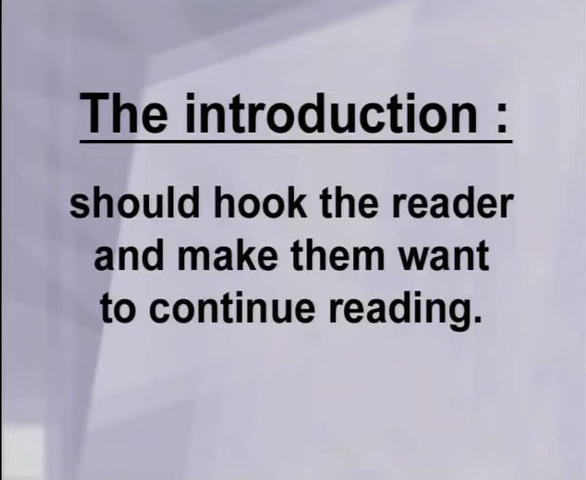 The introduction :
should hook the reader
and make them want
to continue reading.